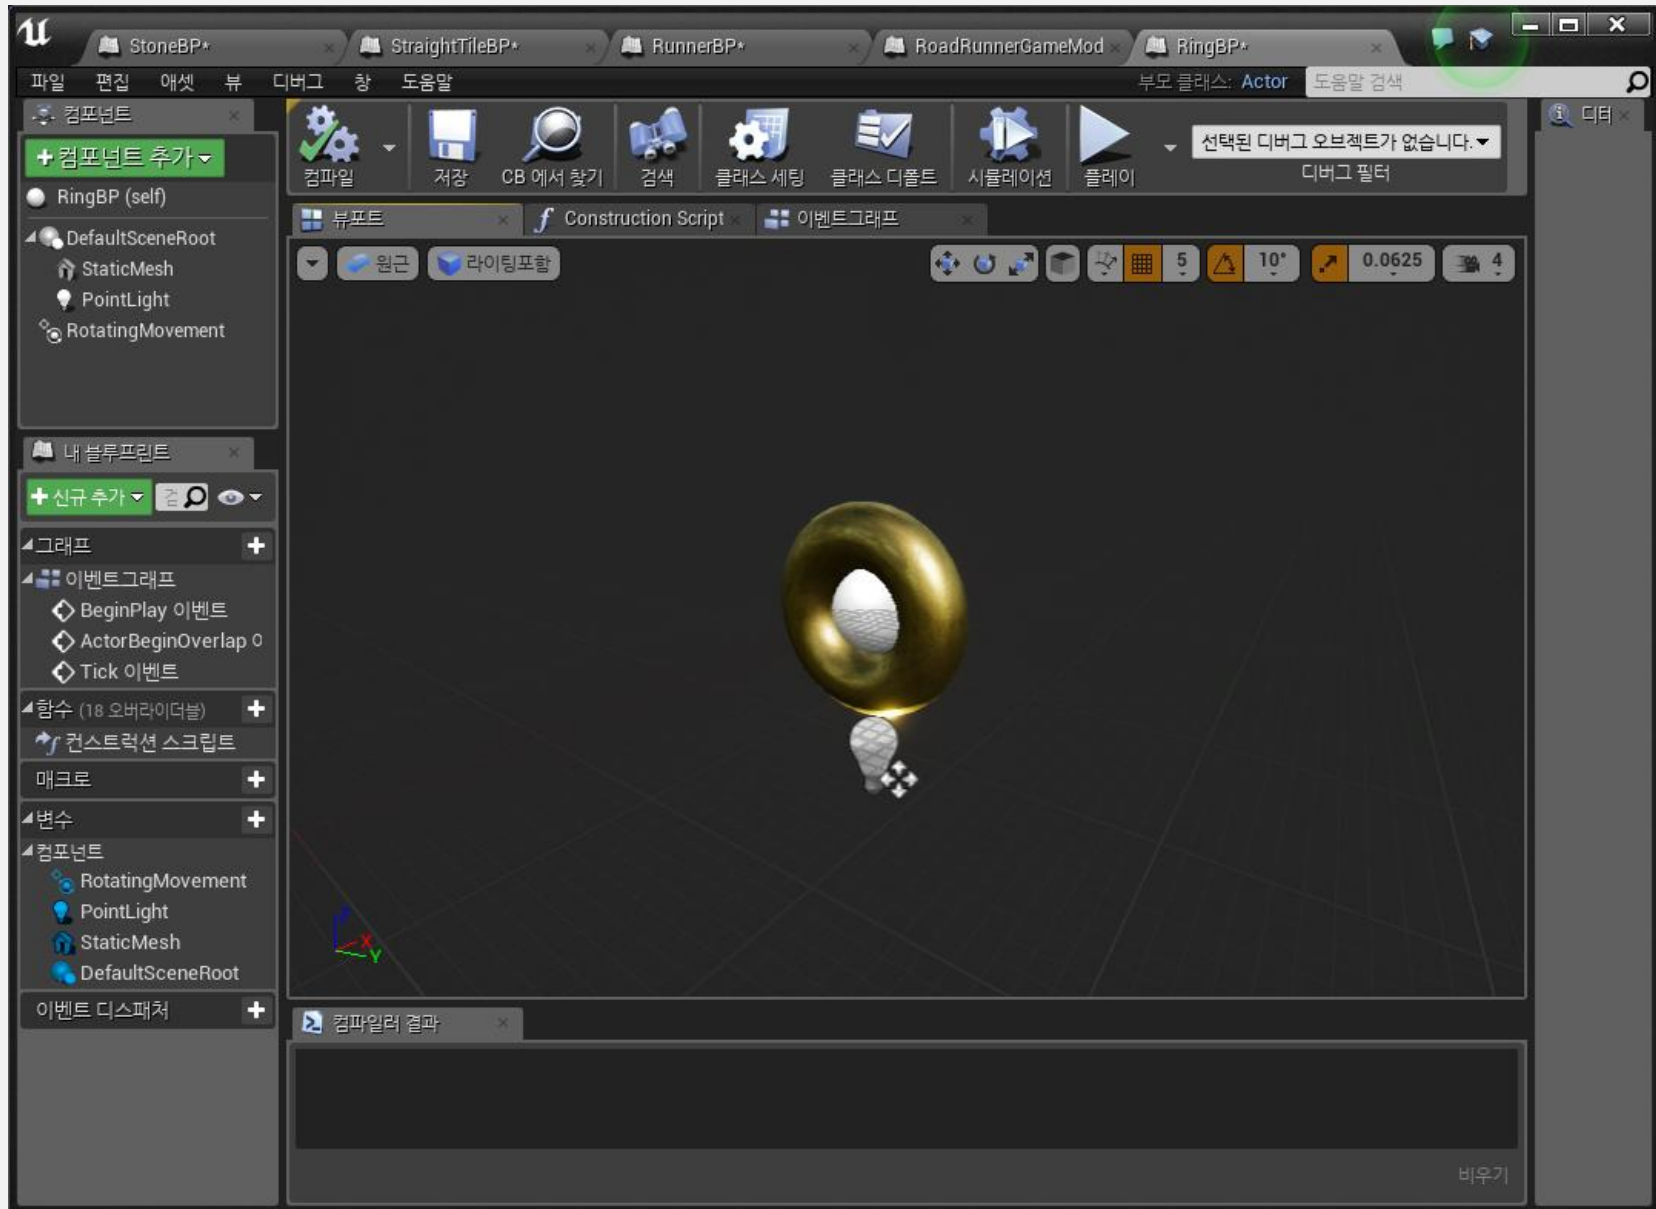 StoneBP*
StraightTileBP*
RunnerBP*
RoadRunnerGameMod
RingBP*
파일 편집 애셋 뷰 디버그 창 도움말
부모 클래스: Actor
도움말 검색
컴포넌트
+컴포넌트 추가
RingBP (self)
DefaultSceneRoot
StaticMesh
PointLight
RotatingMovement
컴파일
저장
CB 에서 찾기
검색
클래스 세팅
클래스 디폴트
시뮬레이션
플레이
선택된 디버그 오브젝트가 없습니다.
디버그 필터
디테
뷰포트
Construction Script
이벤트그래프
원근
라이팅포함
5
10°
0.0625
4
X
Y
내 블루프린트
+신규 추가
검
그래프
이벤트그래프
BeginPlay 이벤트
ActorBeginOverlap 이
Tick 이벤트
함수 (18 오버라이더블)
컨스트럭션 스크립트
매크로
변수
컴포넌트
RotatingMovement
PointLight
StaticMesh
DefaultSceneRoot
이벤트 디스패처
컴파일러 결과
비우기